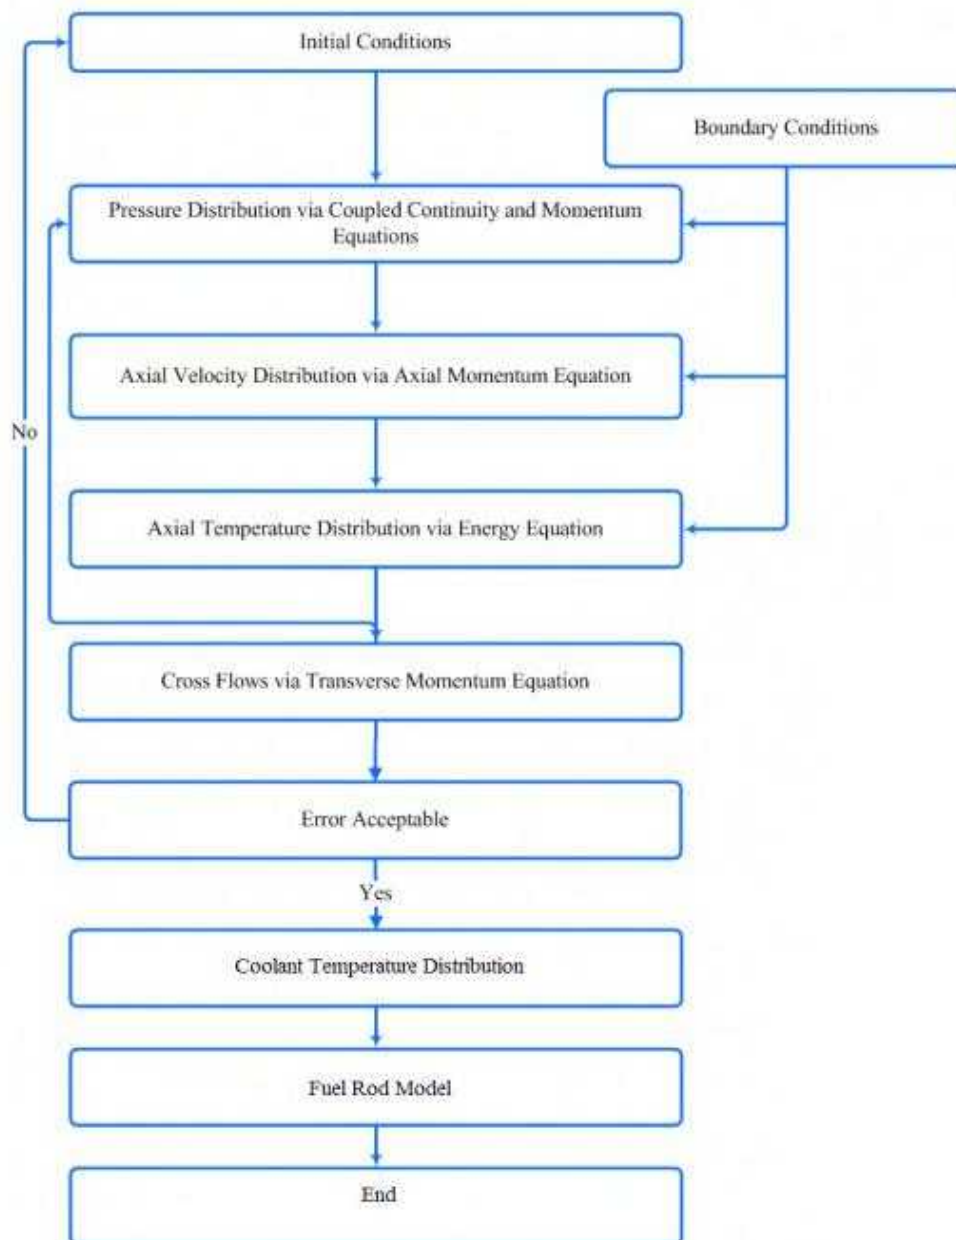 Initial Conditions
Boundary Conditions
Pressure Distribution via Coupled Continuity and Momentum
Equations
Axial Velocity Distribution via Axial Momentum Equation
No
Axial Temperature Distribution via Energy Equation
Cross Flows via Transverse Momentum Equation
Error Acceptable
Yes
Coolant Temperature Distribution
Fuel Rod Model
End